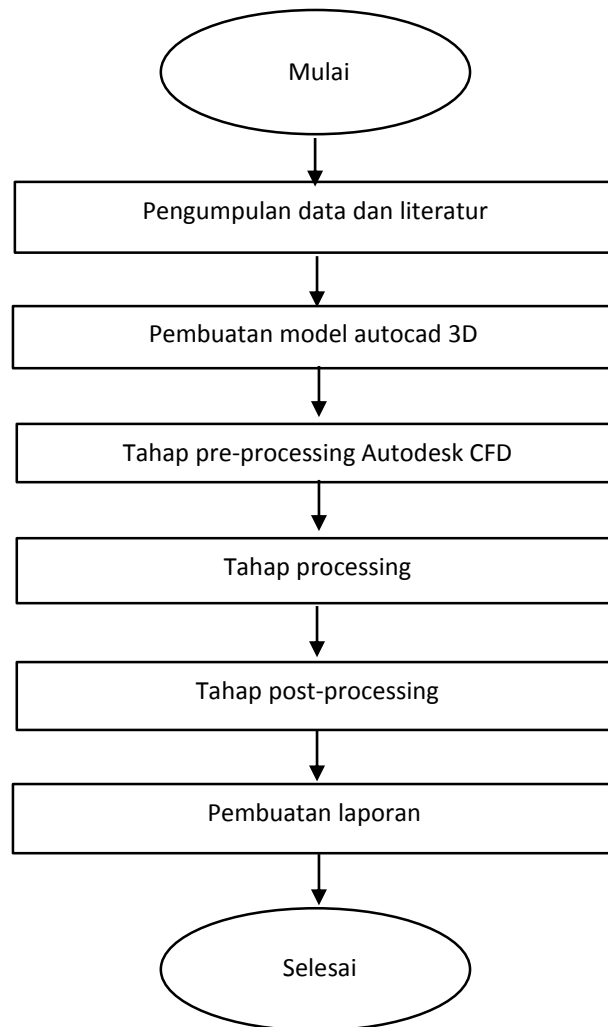 Mulai
Pengumpulan data dan literatur
Pembuatan model autocad 3D
Tahap pre-processing Autodesk CFD
Tahap processing
Tahap post-processing
Pembuatan laporan
Selesai